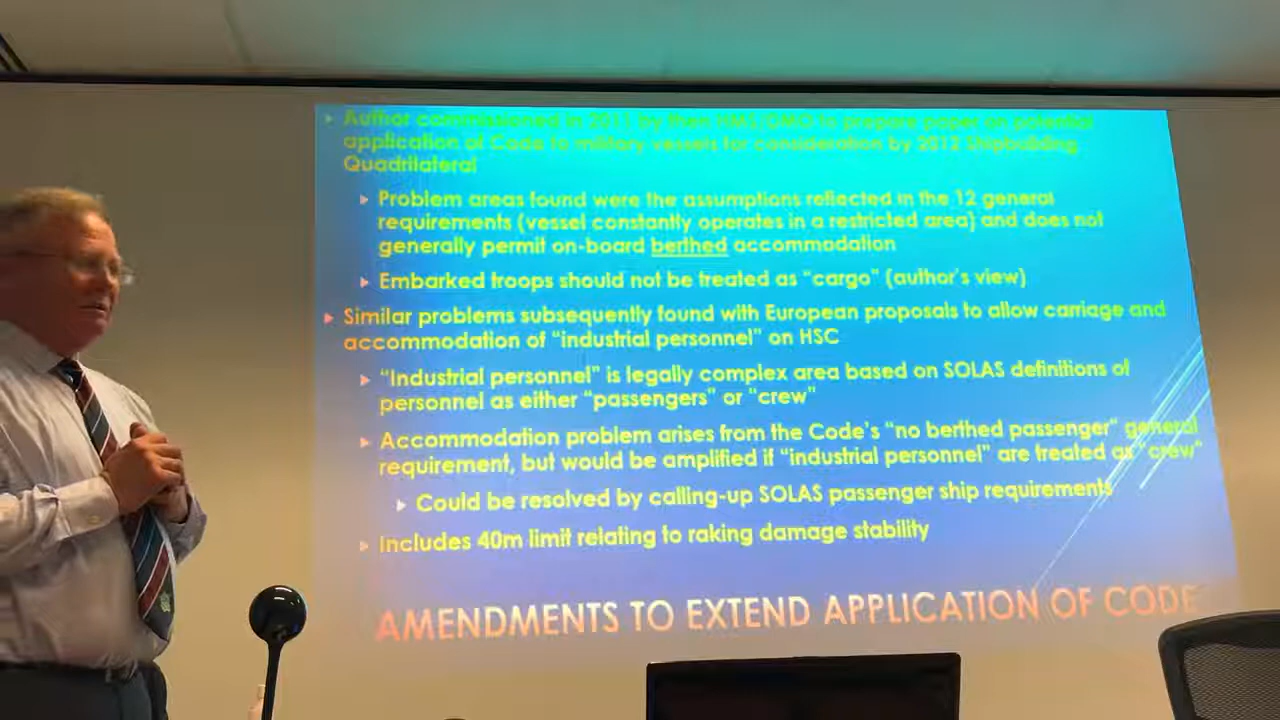 Author commissioned in 2011 by then HMS/DMO to prepare paper on potential
application of Code to military vessels for consideration by 2012 Shipbuilding
Quadrilateral
Problem areas found were the assumptions reflected in the 12 general
requirements (vessel constantly operates in a restricted area) and does not
generally permit on-board berthed accommodation
Embarked troops should not be treated as "cargo" (author's view)
Similar problems subsequently found with European proposals to allow carriage and
accommodation of "industrial personnel" on HSC
"Industrial personnel" is legally complex area based on SOLAS definitions of
personnel as either "passengers" or "crew"
Accommodation problem arises from the Code's "no berthed passenger" general
requirement, but would be amplified if "industrial personnel" are treated as "crew"
Could be resolved by calling-up SOLAS passenger ship requirements
Includes 40m limit relating to raking damage stability
AMENDMENTS TO EXTEND APPLICATION OF CODE